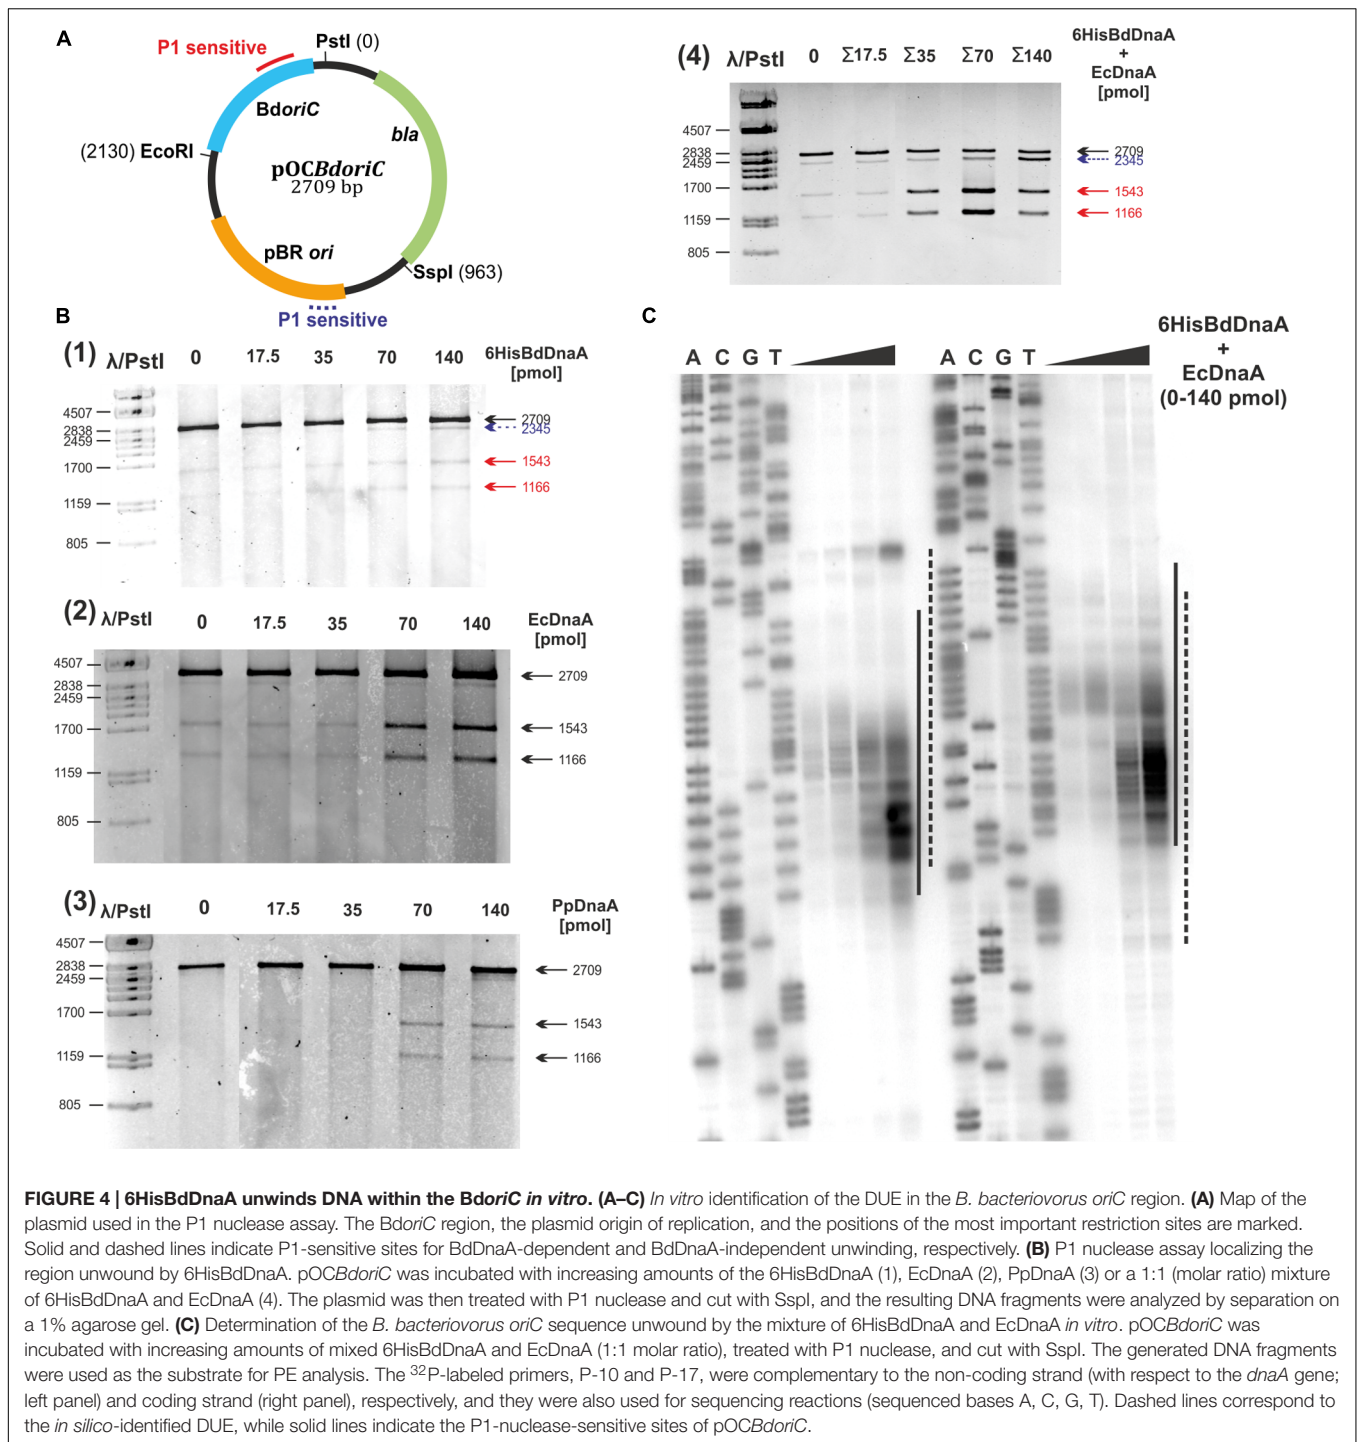 A
P1 sensitive
PstI (0)
BdoriC
bla
(2130) EcoRI
pOCBdoriC
2709 bp
pBR ori
SspI (963)
P1 sensitive
B
(1) λ/PstI 0 17.5 35 70 140 6HisBdDnaA
[pmol]
4507
2838
2459
1700
1159
805
2709
2345
1543
1166
(2) λ/PstI 0 17.5 35 70 140 EcDnaA
[pmol]
4507
2838
2459
1700
1159
805
2709
1543
1166
(3) λ/PstI 0 17.5 35 70 140 PpDnaA
[pmol]
4507
2838
2459
1700
1159
805
2709
1543
1166
(4) λ/PstI 0 Σ17.5 Σ35 Σ70 Σ140 6HisBdDnaA
+
EcDnaA
[pmol]
4507
2838
2459
1700
1159
805
2709
2345
1543
1166
C
A C G T A C G T
6HisBdDnaA
+
EcDnaA
(0-140 pmol)
FIGURE 4 | 6HisBdDnaA unwinds DNA within the BdoriC in vitro. (A–C) In vitro identification of the DUE in the B. bacteriovorus oriC region. (A) Map of the
plasmid used in the P1 nuclease assay. The BdoriC region, the plasmid origin of replication, and the positions of the most important restriction sites are marked.
Solid and dashed lines indicate P1-sensitive sites for BdDnaA-dependent and BdDnaA-independent unwinding, respectively. (B) P1 nuclease assay localizing the
region unwound by 6HisBdDnaA. pOCBdoriC was incubated with increasing amounts of the 6HisBdDnaA (1), EcDnaA (2), PpDnaA (3) or a 1:1 (molar ratio) mixture
of 6HisBdDnaA and EcDnaA (4). The plasmid was then treated with P1 nuclease and cut with SspI, and the resulting DNA fragments were analyzed by separation on
a 1% agarose gel. (C) Determination of the B. bacteriovorus oriC sequence unwound by the mixture of 6HisBdDnaA and EcDnaA in vitro. pOCBdoriC was
incubated with increasing amounts of mixed 6HisBdDnaA and EcDnaA (1:1 molar ratio), treated with P1 nuclease, and cut with SspI. The generated DNA fragments
were used as the substrate for PE analysis. The ³²P-labeled primers, P-10 and P-17, were complementary to the non-coding strand (with respect to the dnaA gene;
left panel) and coding strand (right panel), respectively, and they were also used for sequencing reactions (sequenced bases A, C, G, T). Dashed lines correspond to
the in silico-identified DUE, while solid lines indicate the P1-nuclease-sensitive sites of pOCBdoriC.